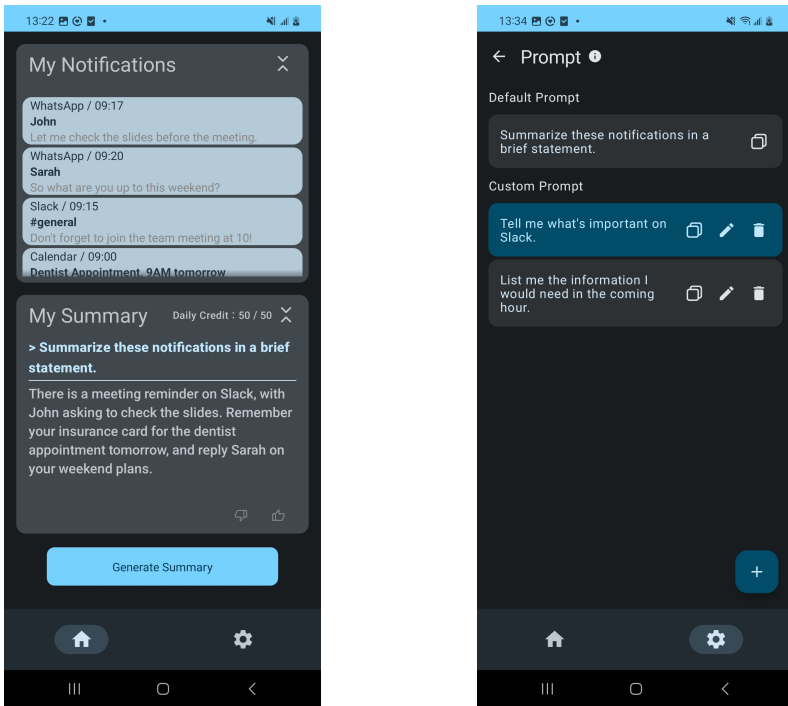 13:22
My Notifications
WhatsApp / 09:17
John
Let me check the slides before the meeting.
WhatsApp / 09:20
Sarah
So what are you up to this weekend?
Slack / 09:15
#general
Don't forget to join the team meeting at 10!
Calendar / 09:00
Dentist Appointment, 9AM tomorrow
My Summary
Daily Credit : 50 / 50
> Summarize these notifications in a brief
statement.
There is a meeting reminder on Slack, with
John asking to check the slides. Remember
your insurance card for the dentist
appointment tomorrow, and reply Sarah on
your weekend plans.
Generate Summary
13:34
Prompt
Default Prompt
Summarize these notifications in a
brief statement.
Custom Prompt
Tell me what's important on
Slack.
List me the information I
would need in the coming
hour.
+